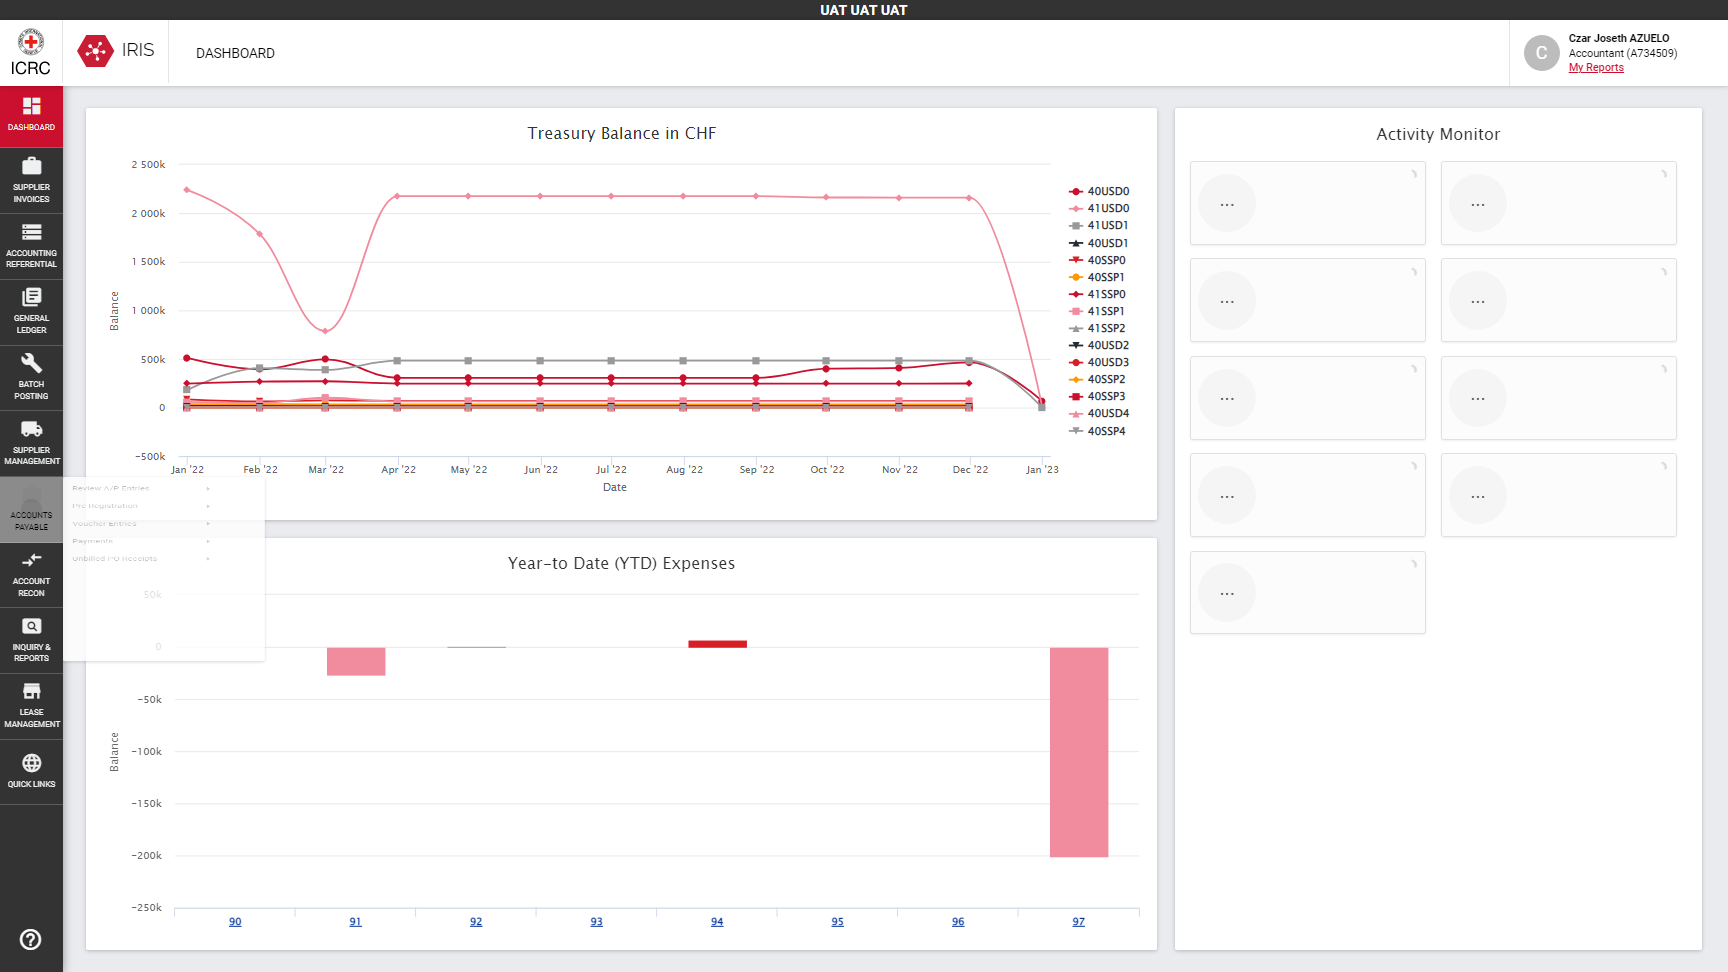 UAT UAT UAT
ICRC
IRIS
DASHBOARD
Czar Joseth AZUELO
C
Accountant (A734509)
My Reports
DASHBOARD
SUPPLIER
INVOICES
ACCOUNTING
REFERENTIAL
GENERAL
LEDGER
BATCH
POSTING
SUPPLIER
MANAGEMENT
ACCOUNTS
PAYABLE
ACCOUNT
RECON
INQUIRY &
REPORTS
LEASE
MANAGEMENT
QUICK LINKS
Review A/P Entries
Pre Registration
Voucher Entries
Payments
Unbilled PO Receipts
Treasury Balance in CHF
2 500k
2 000k
1 500k
1 000k
500k
0
-500k
Balance
Jan '22
Feb '22
Mar '22
Apr '22
May '22
Jun '22
Jul '22
Aug '22
Sep '22
Oct '22
Nov '22
Dec '22
Jan '23
Date
40USD0
41USD0
41USD1
40USD1
40SSP0
40SSP1
41SSP0
41SSP1
41SSP2
40USD2
40USD3
40SSP2
40SSP3
40USD4
40SSP4
Year-to Date (YTD) Expenses
50k
0
-50k
-100k
-150k
-200k
-250k
Balance
90
91
92
93
94
95
96
97
Activity Monitor
...
...
...
...
...
...
...
...
...